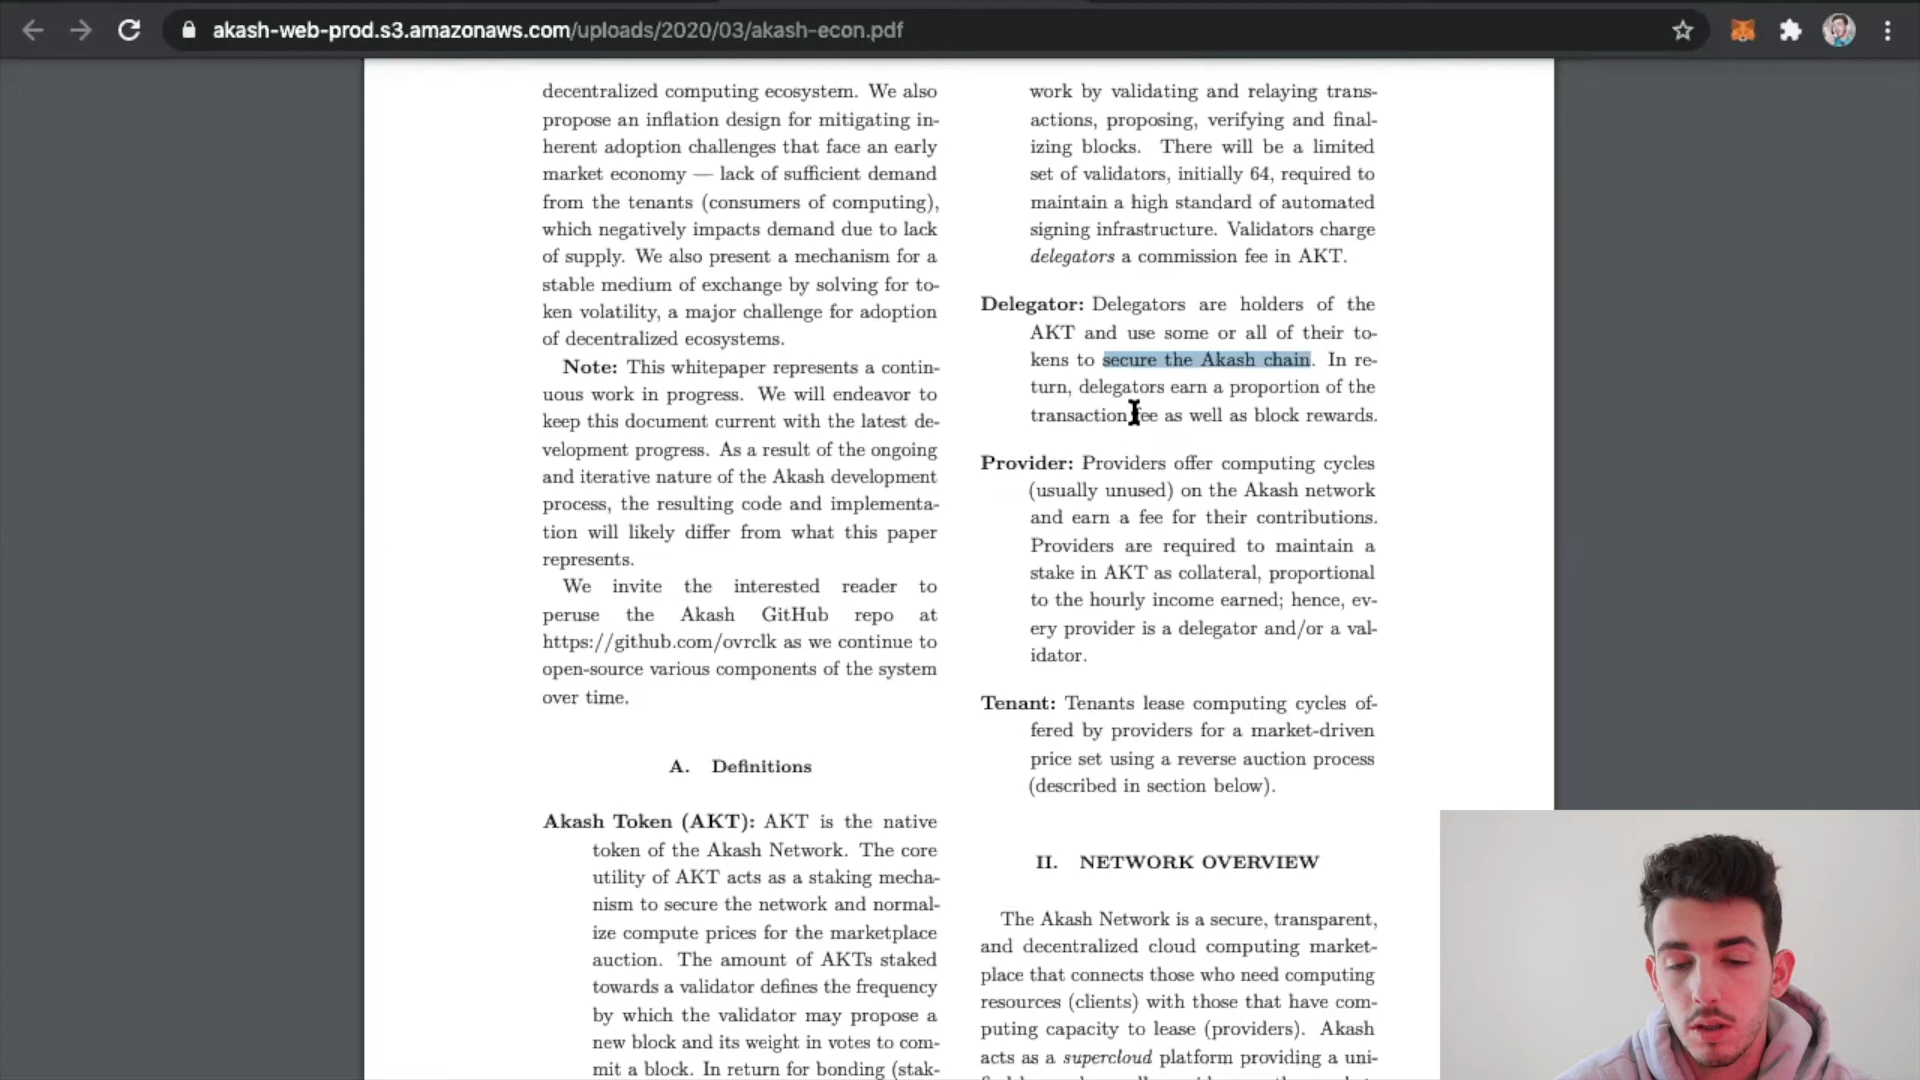 akash-web-prod.s3.amazonaws.com/uploads/2020/03/akash-econ.pdf
decentralized computing ecosystem. We also
propose an inflation design for mitigating in-
herent adoption challenges that face an early
market economy — lack of sufficient demand
from the tenants (consumers of computing),
which negatively impacts demand due to lack
of supply. We also present a mechanism for a
stable medium of exchange by solving for to-
ken volatility, a major challenge for adoption
of decentralized ecosystems.
Note: This whitepaper represents a contin-
uous work in progress. We will endeavor to
keep this document current with the latest de-
velopment progress. As a result of the ongoing
and iterative nature of the Akash development
process, the resulting code and implementa-
tion will likely differ from what this paper
represents.
We invite the interested reader to
peruse the Akash GitHub repo at
https://github.com/ovrclk as we continue to
open-source various components of the system
over time.
A. Definitions
Akash Token (AKT): AKT is the native
token of the Akash Network. The core
utility of AKT acts as a staking mecha-
nism to secure the network and normal-
ize compute prices for the marketplace
auction. The amount of AKTs staked
towards a validator defines the frequency
by which the validator may propose a
new block and its weight in votes to com-
mit a block. In return for bonding (stak-
work by validating and relaying trans-
actions, proposing, verifying and final-
izing blocks. There will be a limited
set of validators, initially 64, required to
maintain a high standard of automated
signing infrastructure. Validators charge
delegators a commission fee in AKT.
Delegator: Delegators are holders of the
AKT and use some or all of their to-
kens to secure the Akash chain. In re-
turn, delegators earn a proportion of the
transaction fee as well as block rewards.
Provider: Providers offer computing cycles
(usually unused) on the Akash network
and earn a fee for their contributions.
Providers are required to maintain a
stake in AKT as collateral, proportional
to the hourly income earned; hence, ev-
ery provider is a delegator and/or a val-
idator.
Tenant: Tenants lease computing cycles of-
fered by providers for a market-driven
price set using a reverse auction process
(described in section below).
II. NETWORK OVERVIEW
The Akash Network is a secure, transparent,
and decentralized cloud computing market-
place that connects those who need computing
resources (clients) with those that have com-
puting capacity to lease (providers). Akash
acts as a supercloud platform providing a uni-